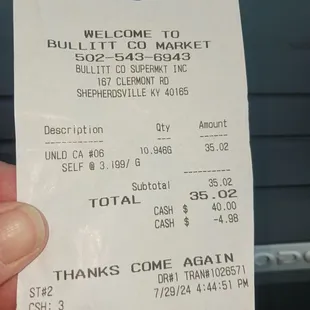 WELCOME TO
BULLITT CO MARKET
502-543-6943
BULLITT CO SUPERMKT INC
167 CLERMONT RD
SHEPHERDSVILLE KY 40165
Description Qty Amount
UNLD CA #06 10.946G 35.02
SELF @ 3.199/ G
Subtotal 35.02
TOTAL 35.02
CASH $ 40.00
CASH $ -4.98
THANKS COME AGAIN
ST#2 DR#1 TRAN#1026571
CSH: 3 7/29/24 4:44:51 PM